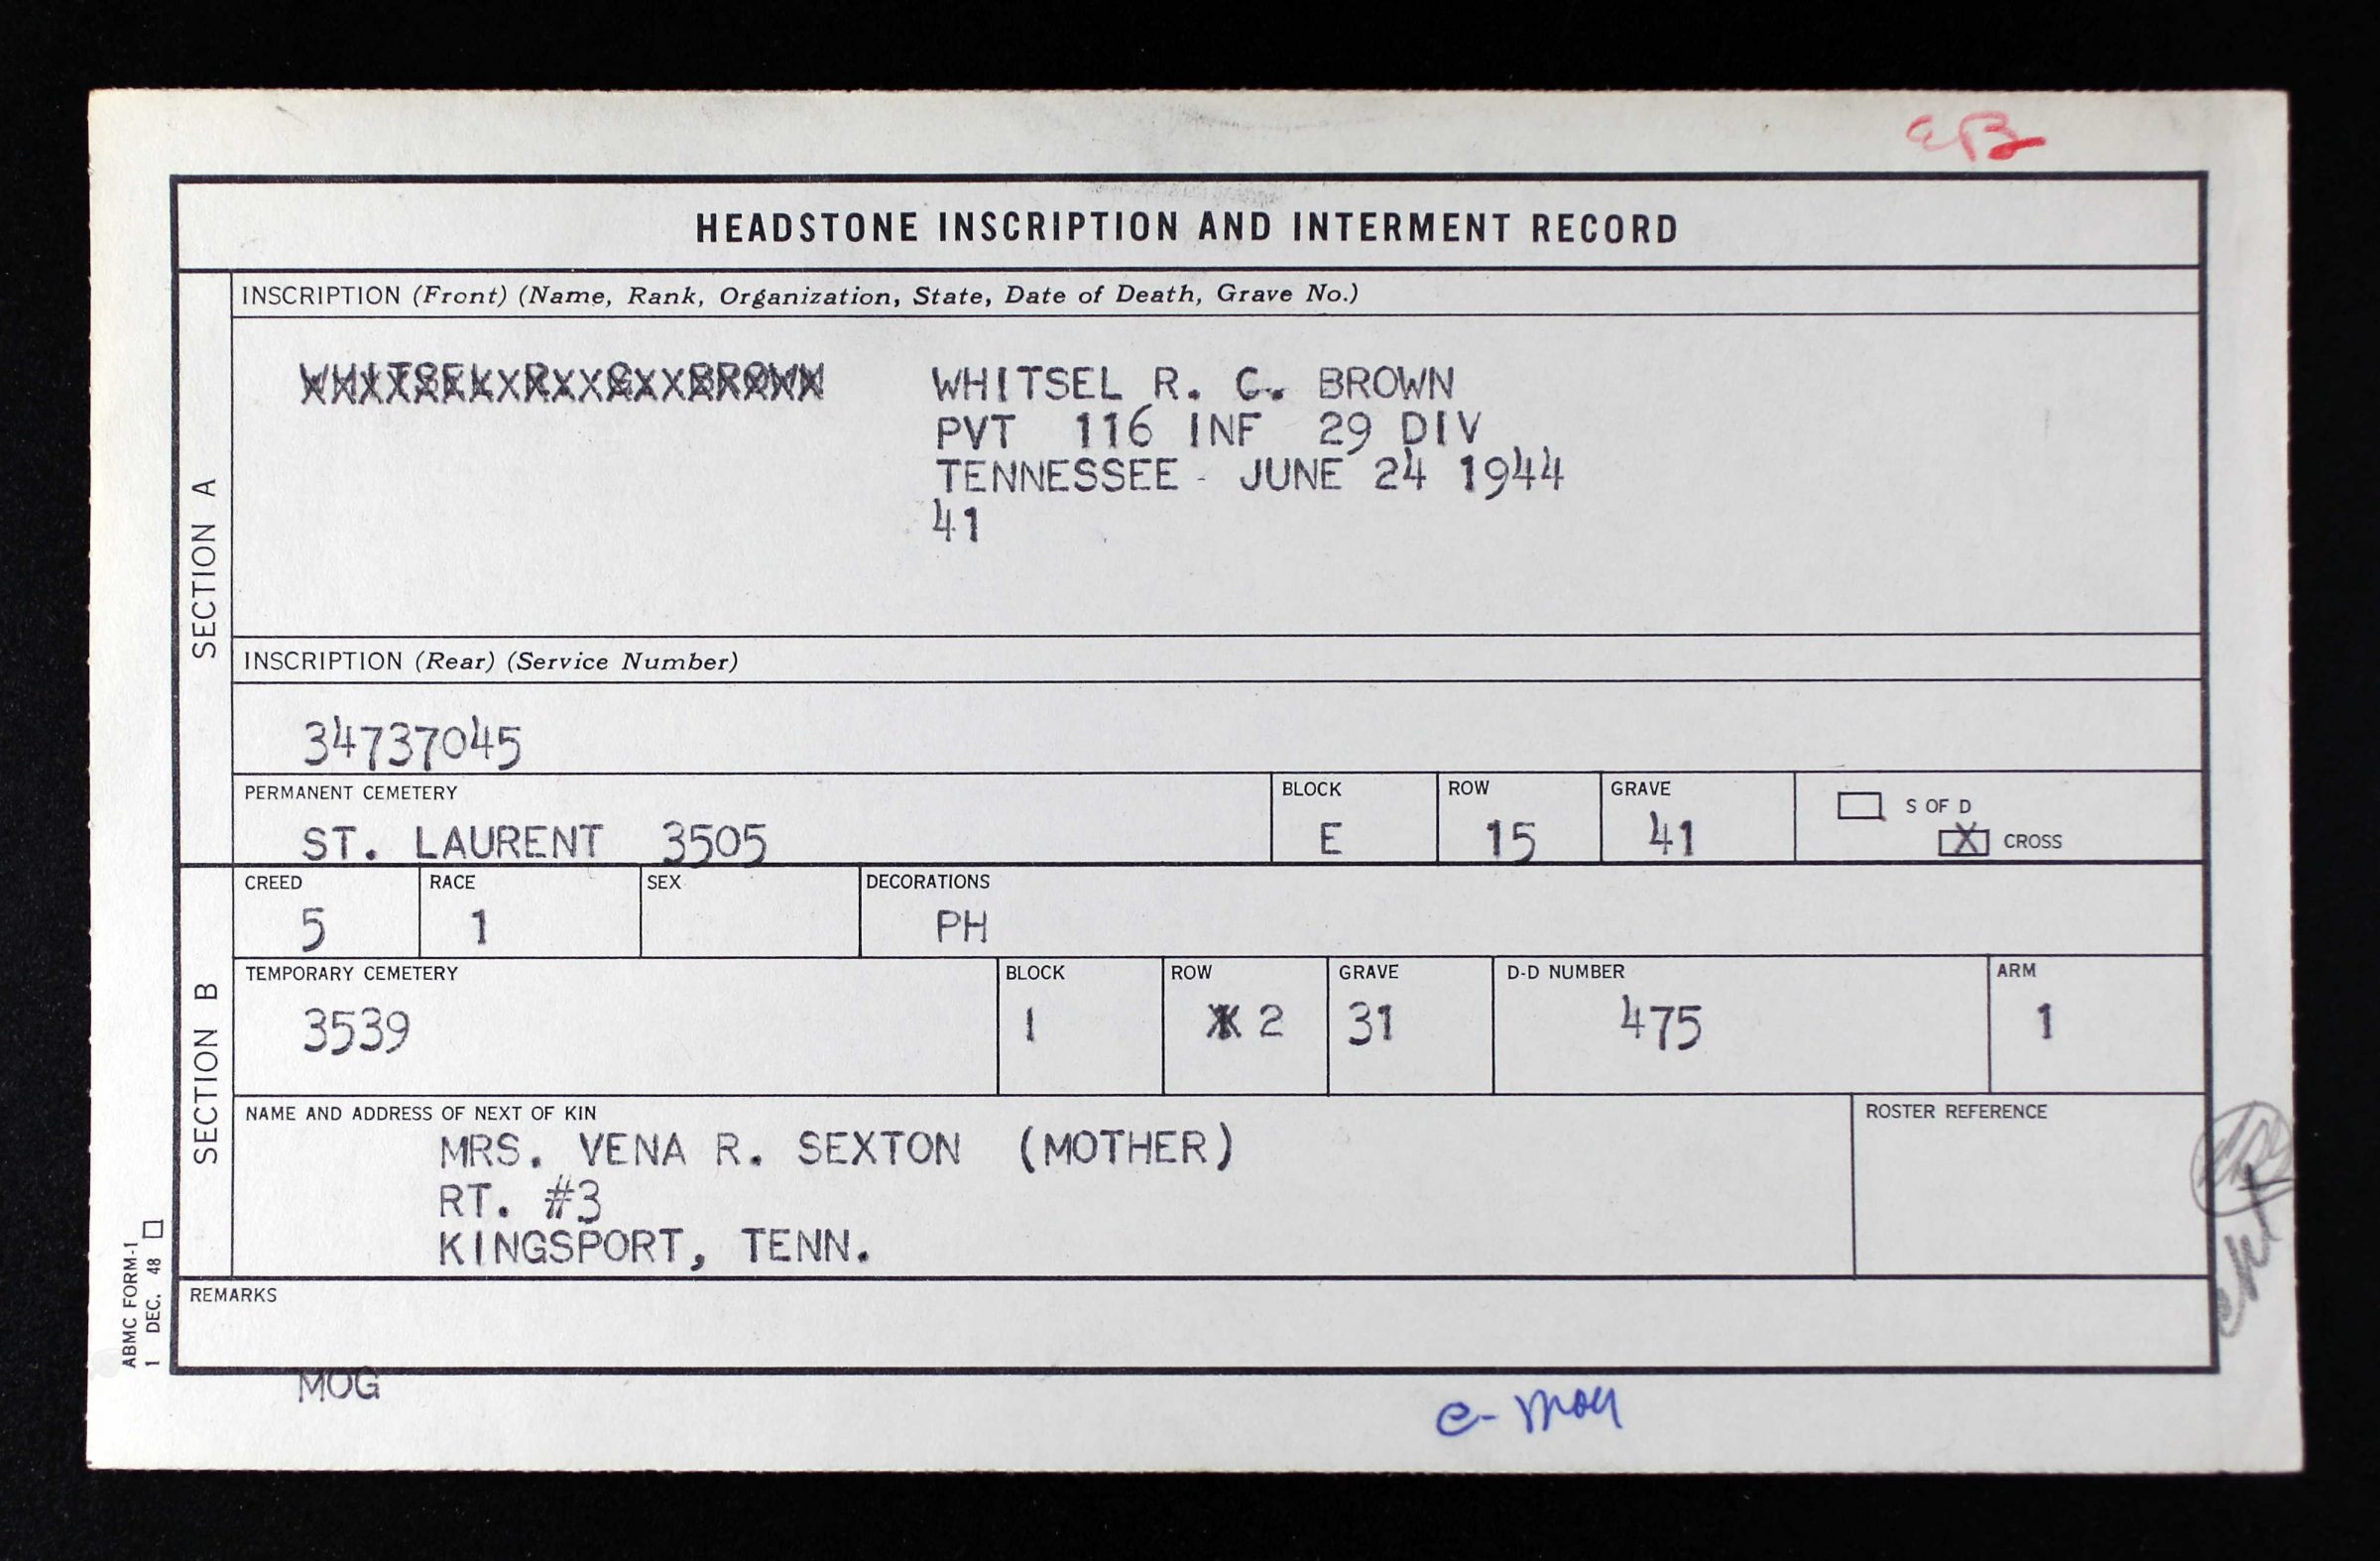 HEADSTONE INSCRIPTION AND INTERMENT RECORD
SECTION A
INSCRIPTION (Front) (Name, Rank, Organization, State, Date of Death, Grave No.)
WHITSEL R. C. BROWN
PVT 116 INF 29 DIV
TENNESSEE - JUNE 24 1944
41
INSCRIPTION (Rear) (Service Number)
34737045
PERMANENT CEMETERY BLOCK ROW GRAVE
ST. LAURENT 3505 E 15 41
S OF D
X CROSS
SECTION B
CREED RACE SEX DECORATIONS
5 1 PH
TEMPORARY CEMETERY BLOCK ROW GRAVE D-D NUMBER ARM
3539 1 2 31 475 1
NAME AND ADDRESS OF NEXT OF KIN ROSTER REFERENCE
MRS. VENA R. SEXTON (MOTHER)
RT. #3
KINGSPORT, TENN.
REMARKS
ABMC FORM-1
1 DEC. 48
MOG